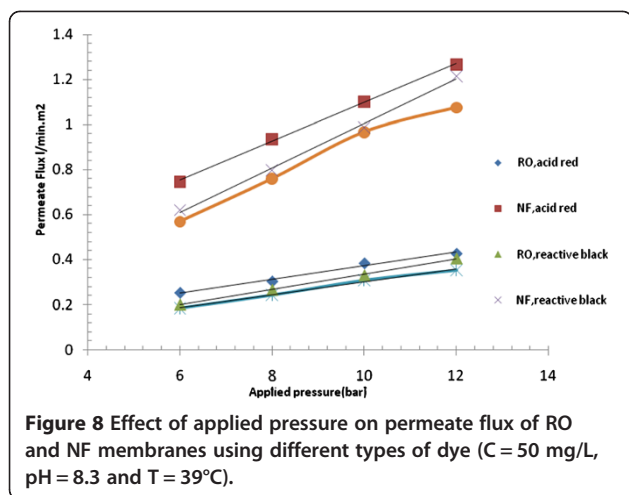 Permeate Flux l/min.m2
1.4
1.2
1
0.8
0.6
0.4
0.2
0
4
6
8
10
12
14
Applied pressure(bar)
RO,acid red
NF,acid red
RO,reactive black
NF,reactive black
Figure 8 Effect of applied pressure on permeate flux of RO
and NF membranes using different types of dye (C = 50 mg/L,
pH = 8.3 and T = 39°C).